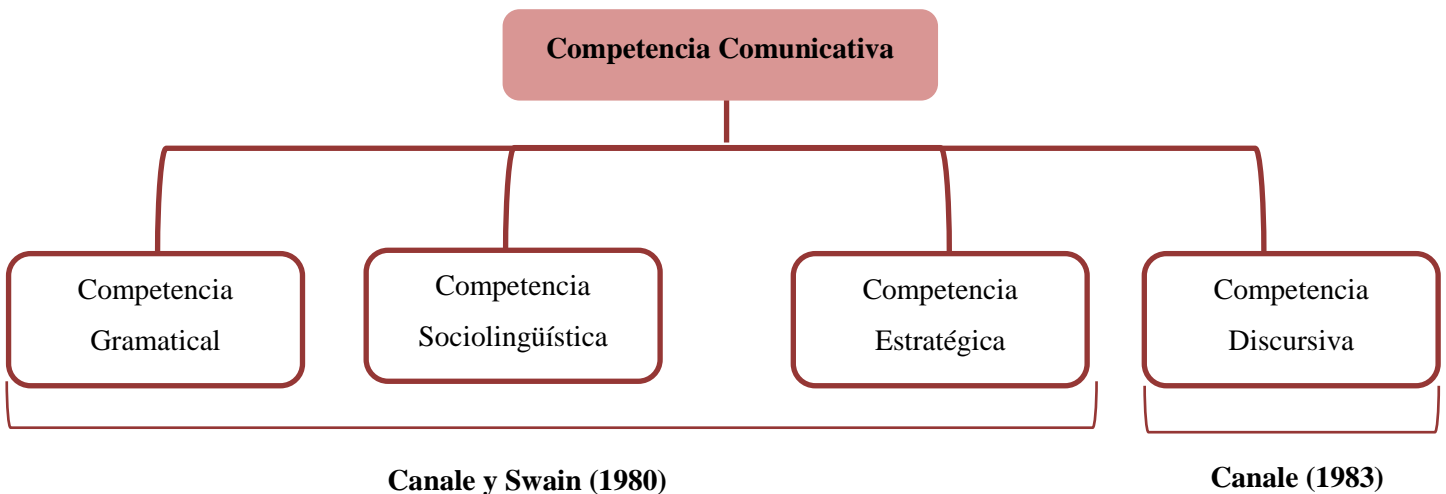 Competencia Comunicativa
Competencia
Gramatical
Competencia
Sociolingüística
Competencia
Estratégica
Competencia
Discursiva
Canale y Swain (1980)
Canale (1983)